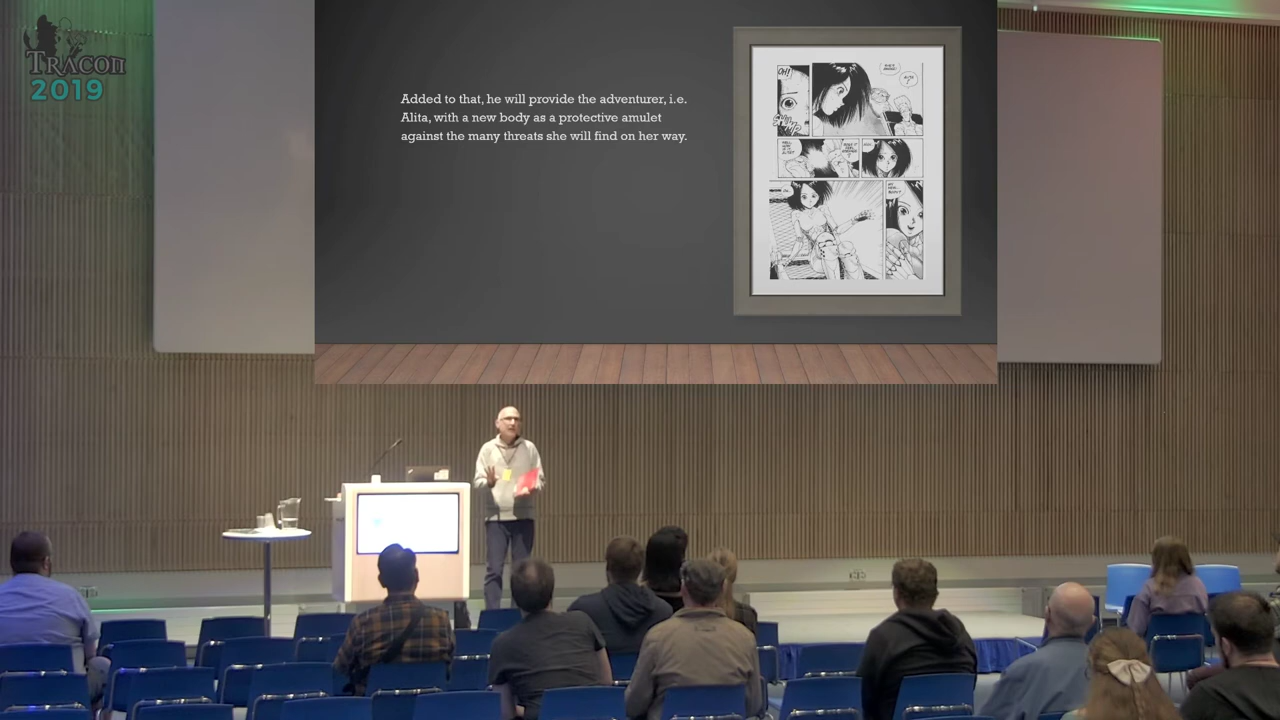 TRACON
2019
Added to that, he will provide the adventurer, i.e.
Alita, with a new body as a protective amulet
against the many threats she will find on her way.
OH!